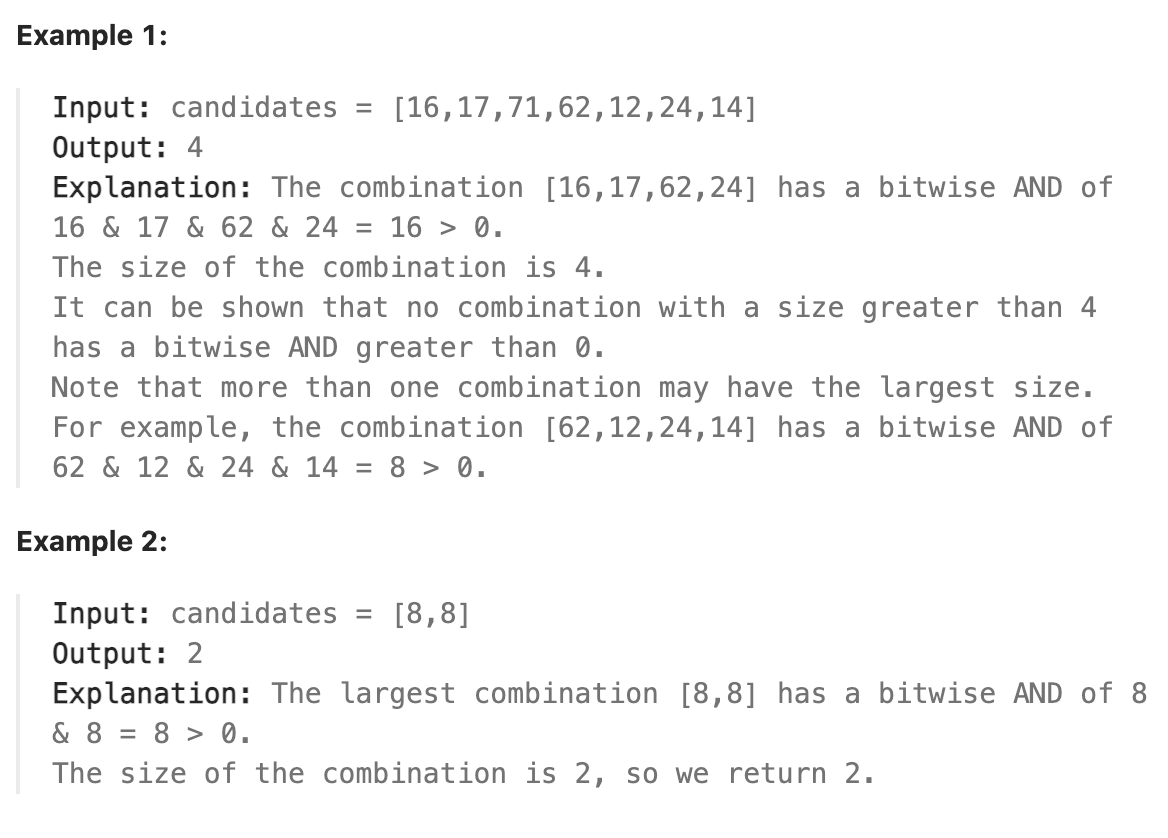 Example 1:
Input: candidates = [16,17,71,62,12,24,14]
Output: 4
Explanation: The combination [16,17,62,24] has a bitwise AND of
16 & 17 & 62 & 24 = 16 > 0.
The size of the combination is 4.
It can be shown that no combination with a size greater than 4
has a bitwise AND greater than 0.
Note that more than one combination may have the largest size.
For example, the combination [62,12,24,14] has a bitwise AND of
62 & 12 & 24 & 14 = 8 > 0.
Example 2:
Input: candidates = [8,8]
Output: 2
Explanation: The largest combination [8,8] has a bitwise AND of 8
& 8 = 8 > 0.
The size of the combination is 2, so we return 2.